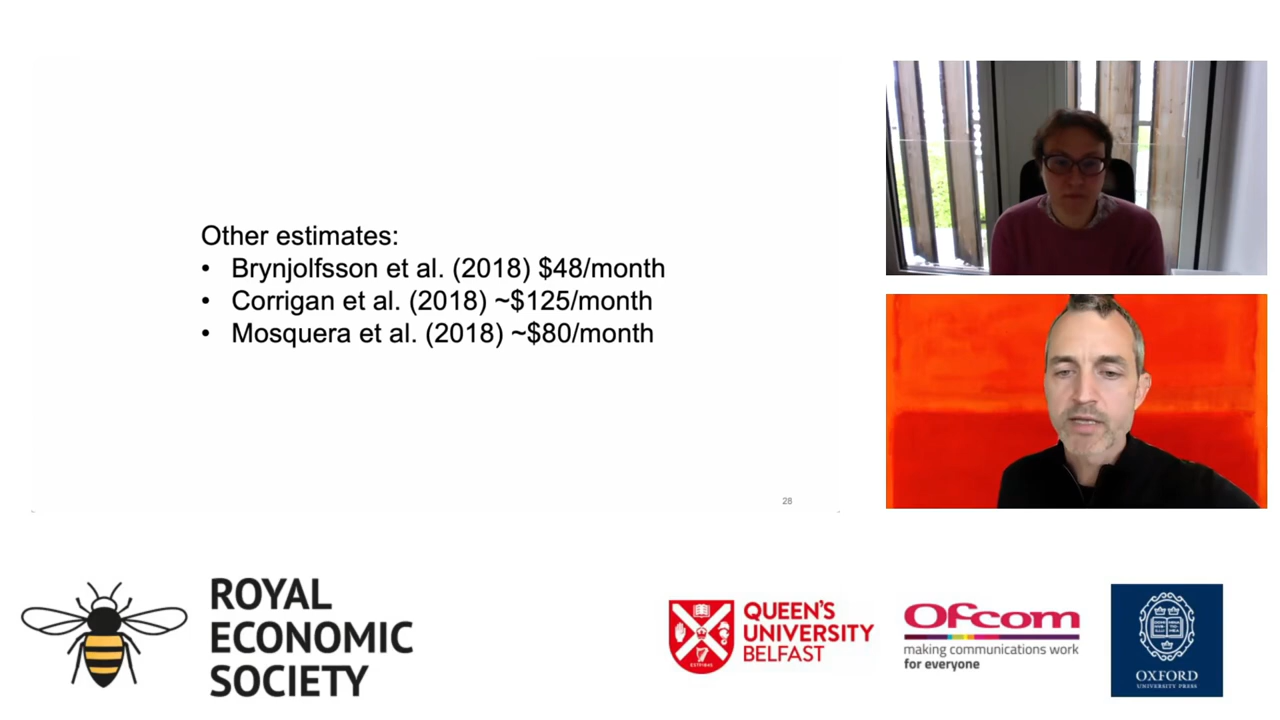 Other estimates:
• Brynjolfsson et al. (2018) $48/month
• Corrigan et al. (2018) ~$125/month
• Mosquera et al. (2018) ~$80/month
28
ROYAL
ECONOMIC
SOCIETY
QUEEN'S
UNIVERSITY
BELFAST
Ofcom
making communications work
for everyone
OXFORD
UNIVERSITY PRESS